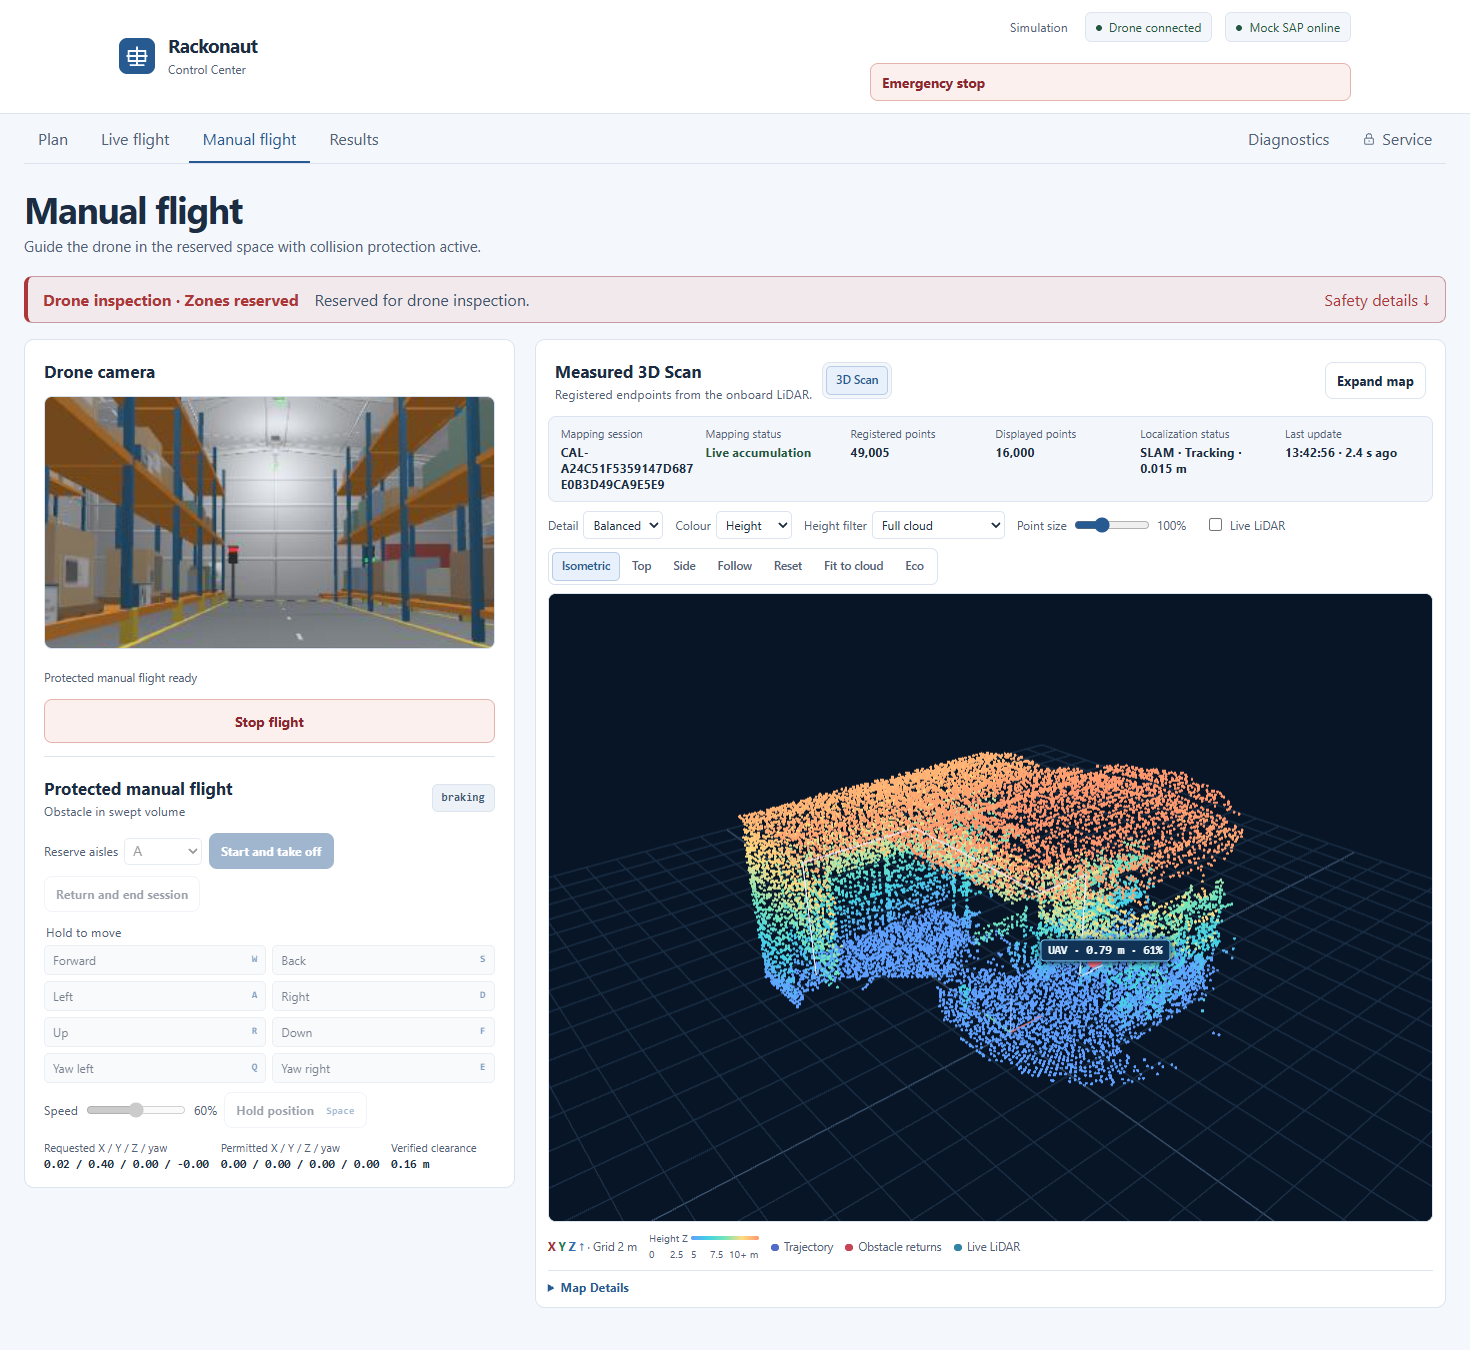 Rackonaut
Control Center
Simulation
Drone connected
Mock SAP online
Emergency stop
Plan
Live flight
Manual flight
Results
Diagnostics
Service
Manual flight
Guide the drone in the reserved space with collision protection active.
Drone inspection · Zones reserved
Reserved for drone inspection.
Safety details ↓
Drone camera
Protected manual flight ready
Stop flight
Protected manual flight
Obstacle in swept volume
braking
Reserve aisles
A
Start and take off
Return and end session
Hold to move
Forward W
Back S
Left A
Right D
Up R
Down F
Yaw left Q
Yaw right E
Speed
60%
Hold position Space
Requested X / Y / Z / yaw
0.02 / 0.40 / 0.00 / -0.00
Permitted X / Y / Z / yaw
0.00 / 0.00 / 0.00 / 0.00
Verified clearance
0.16 m
Measured 3D Scan
Registered endpoints from the onboard LiDAR.
3D Scan
Expand map
Mapping session
CAL-
A24C51F5359147D687
E0B3D49CA9E5E9
Mapping status
Live accumulation
Registered points
49,005
Displayed points
16,000
Localization status
SLAM · Tracking ·
0.015 m
Last update
13:42:56 · 2.4 s ago
Detail
Balanced
Colour
Height
Height filter
Full cloud
Point size
100%
Live LiDAR
Isometric
Top
Side
Follow
Reset
Fit to cloud
Eco
UAV · 0.79 m · 61%
X Y Z ↑ · Grid 2 m
Height Z
0 2.5 5 7.5 10+ m
Trajectory
Obstacle returns
Live LiDAR
Map Details